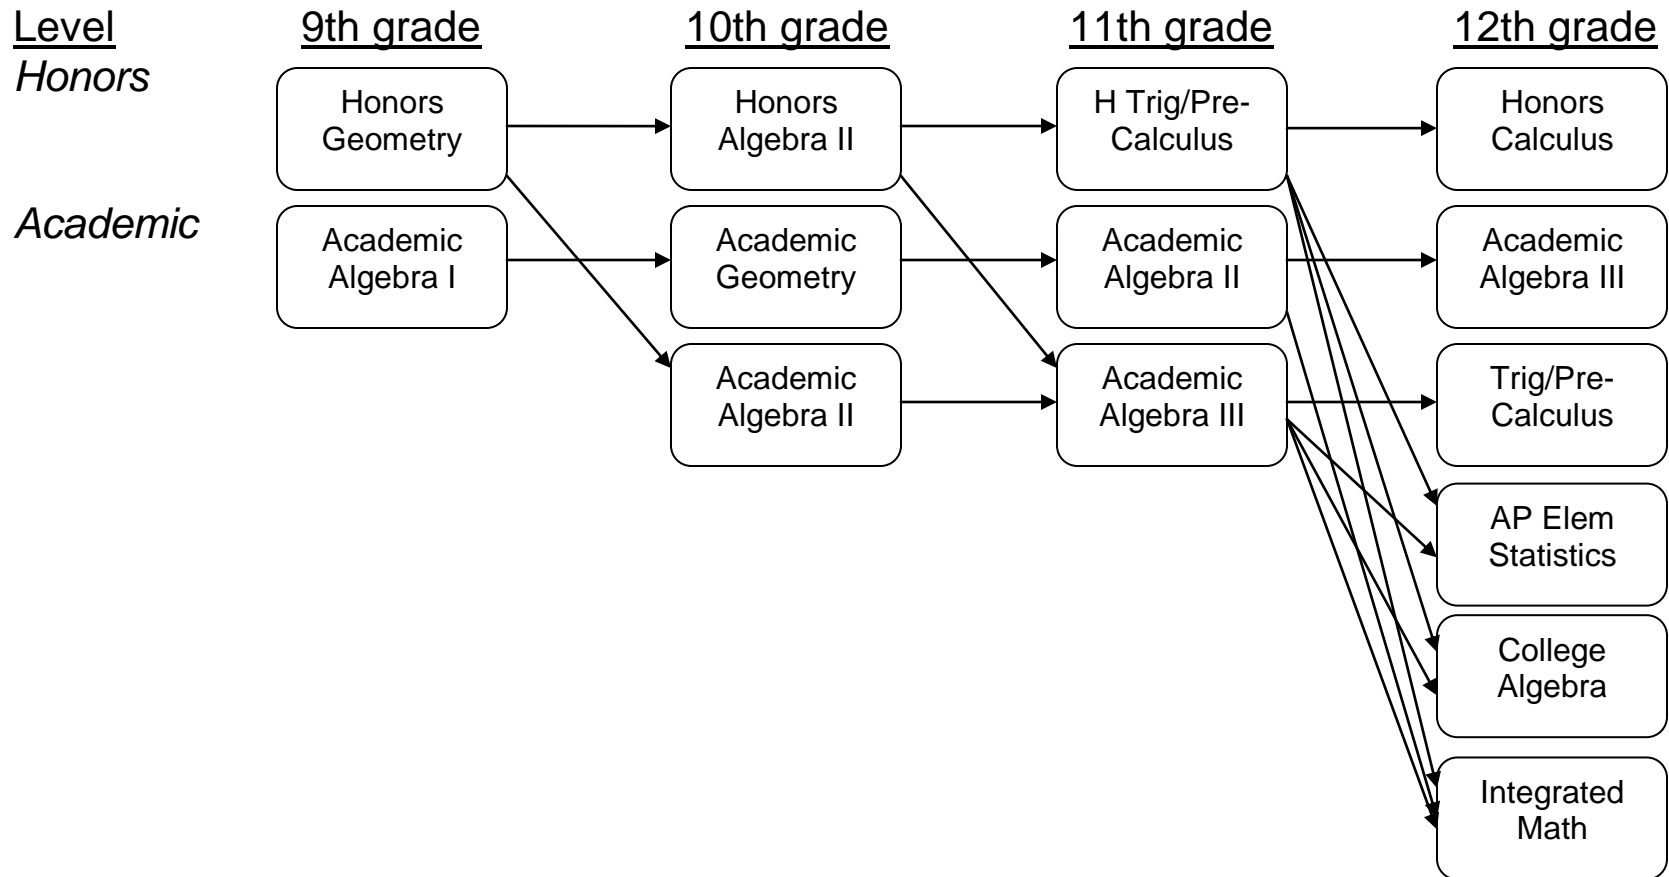 Level 9th grade 10th grade 11th grade 12th grade
Honors
Honors
Geometry
Honors
Algebra II
H Trig/Pre-
Calculus
Honors
Calculus
Academic
Academic
Algebra I
Academic
Geometry
Academic
Algebra II
Academic
Algebra III
Academic
Algebra II
Academic
Algebra III
Trig/Pre-
Calculus
AP Elem
Statistics
College
Algebra
Integrated
Math